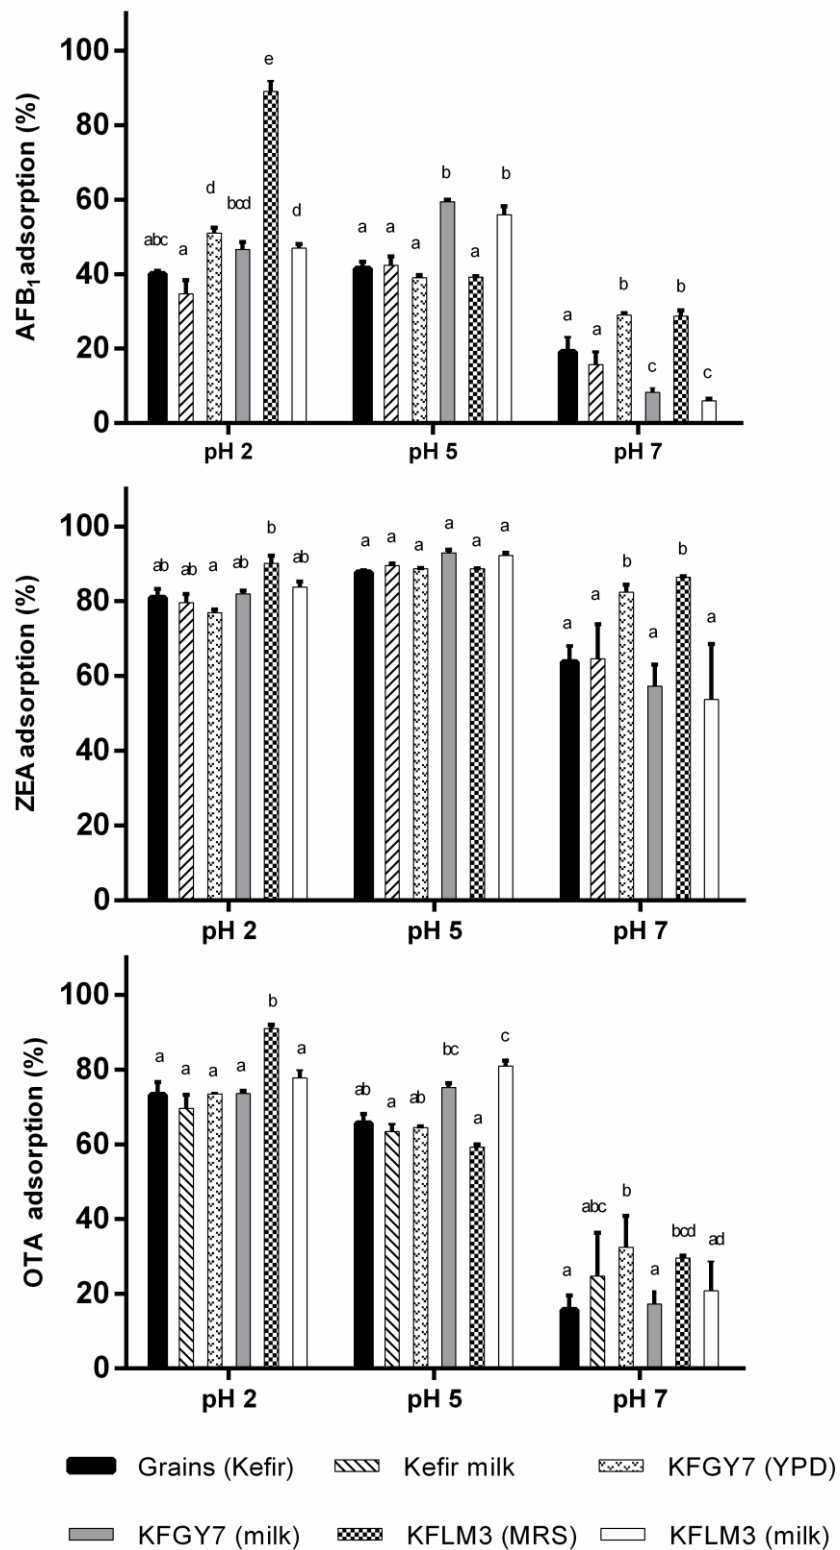 AFB1 adsorption (%)
100
80
60
40
20
0
abc a d bcd e d
a a a b a b
a a b c b c
pH 2 pH 5 pH 7
ZEA adsorption (%)
100
80
60
40
20
0
ab ab a ab b ab
a a a a a a
a a b a b a
pH 2 pH 5 pH 7
OTA adsorption (%)
100
80
60
40
20
0
a a a a b a
ab a ab bc a c
a abc b a bcd ad
pH 2 pH 5 pH 7
Grains (Kefir) Kefir milk KFGY7 (YPD)
KFGY7 (milk) KFLM3 (MRS) KFLM3 (milk)